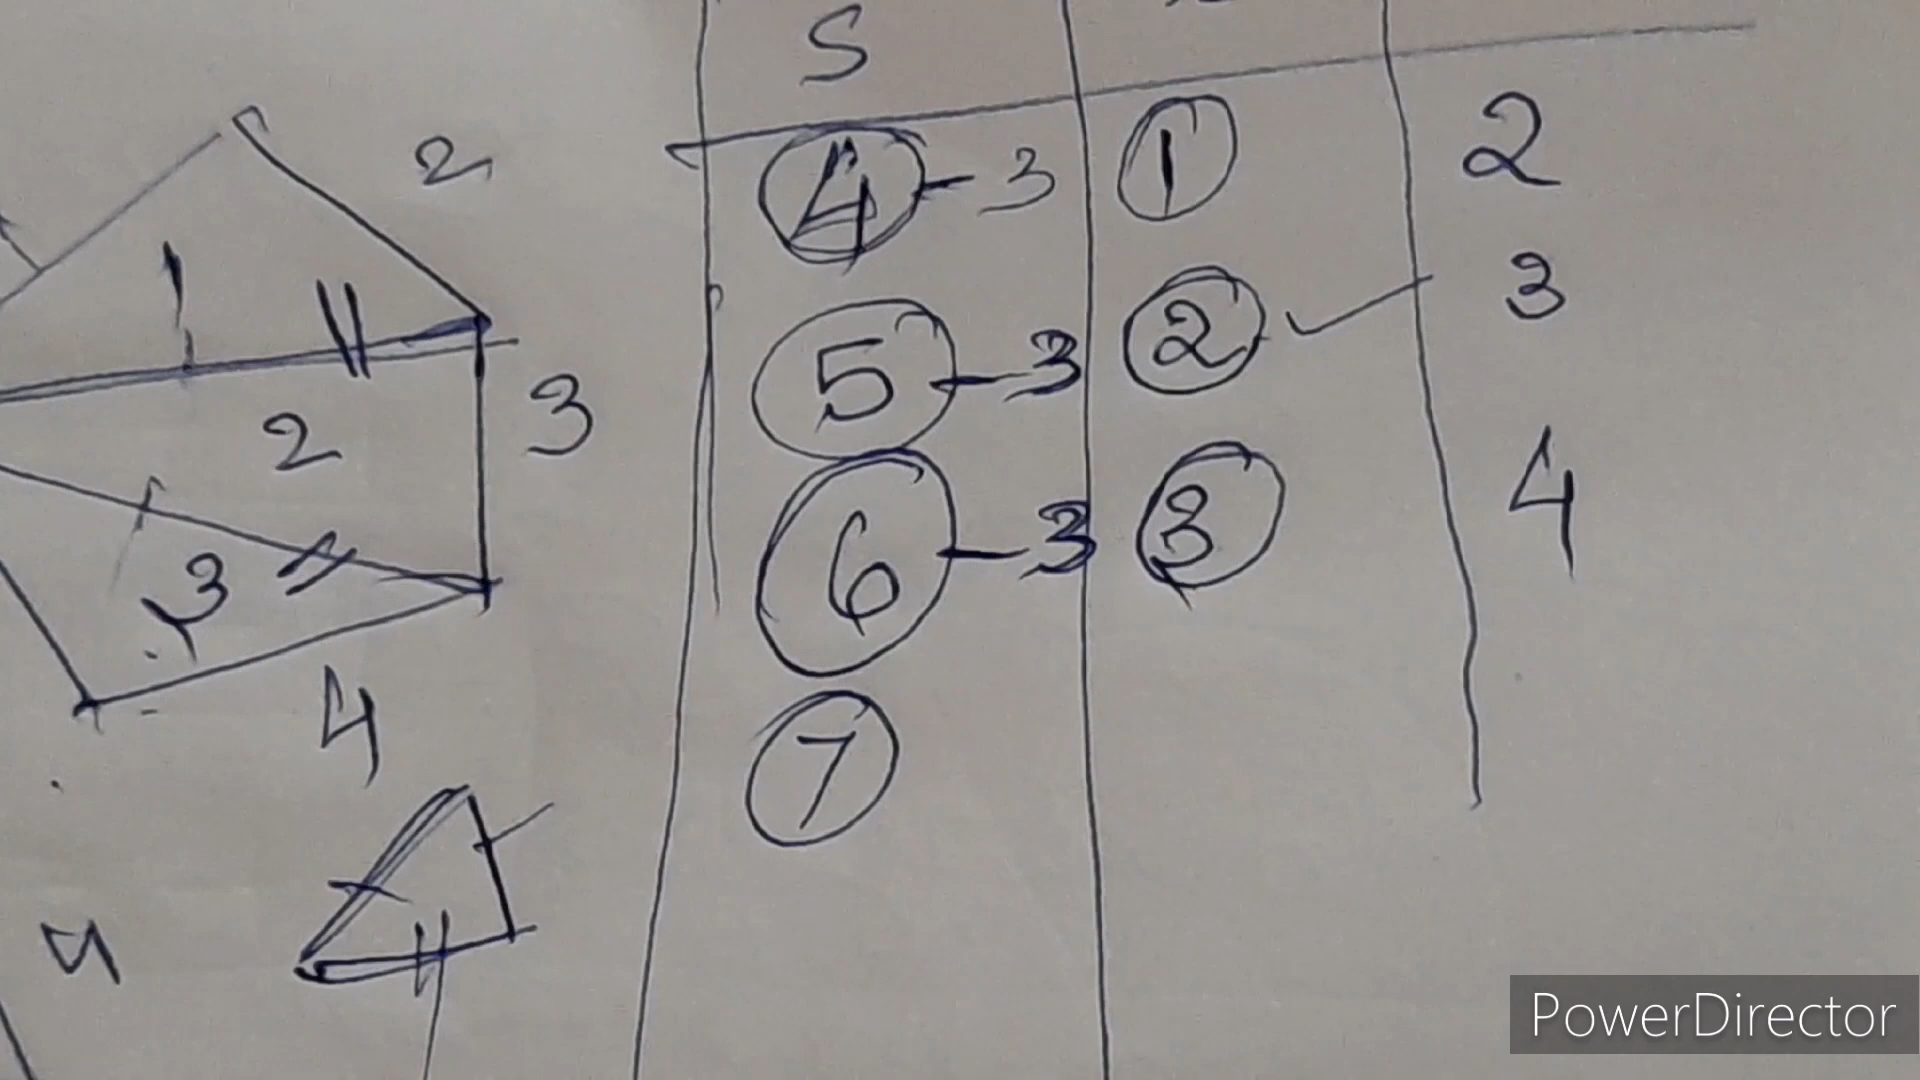 S
2
④ - 3 ① 2
1
⑤ - 3 ② ✓ 3
2 3
⑥ - 3 ③ 4
3
4
⑦
4
PowerDirector